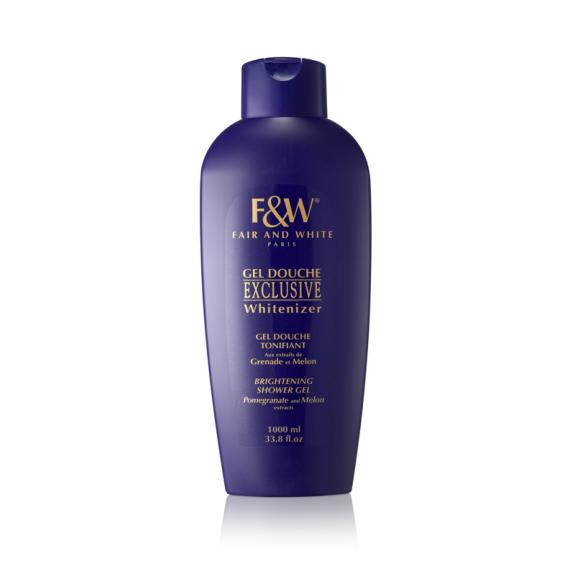 F&W®
FAIR AND WHITE
PARIS
GEL DOUCHE
EXCLUSIVE
Whitenizer
GEL DOUCHE
TONIFIANT
Aux extraits de
Grenade et Melon
BRIGHTENING
SHOWER GEL
Pomegranate and Melon
extracts
1000 ml
33.8 fl.oz